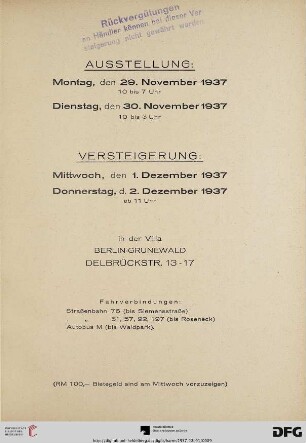 Rückvergütungen
an Händler können bei dieser Ver
steigerung nicht gewährt werden
AUSSTELLUNG:
Montag, den 29. November 1937
10 bis 7 Uhr
Dienstag, den 30. November 1937
10 bis 3 Uhr
VERSTEIGERUNG:
Mittwoch, den 1. Dezember 1937
Donnerstag, d. 2. Dezember 1937
ab 11 Uhr
in der Villa
BERLIN-GRUNEWALD
DELBRÜCKSTR. 13-17
Fahrverbindungen:
Straßenbahn 76 (bis Siemensstraße)
„ 51, 57, 92, 197 (bis Roseneck)
Autobus M (bis Waldpark).
(RM 100,— Bietegeld sind am Mittwoch vorzuzeigen)
DFG